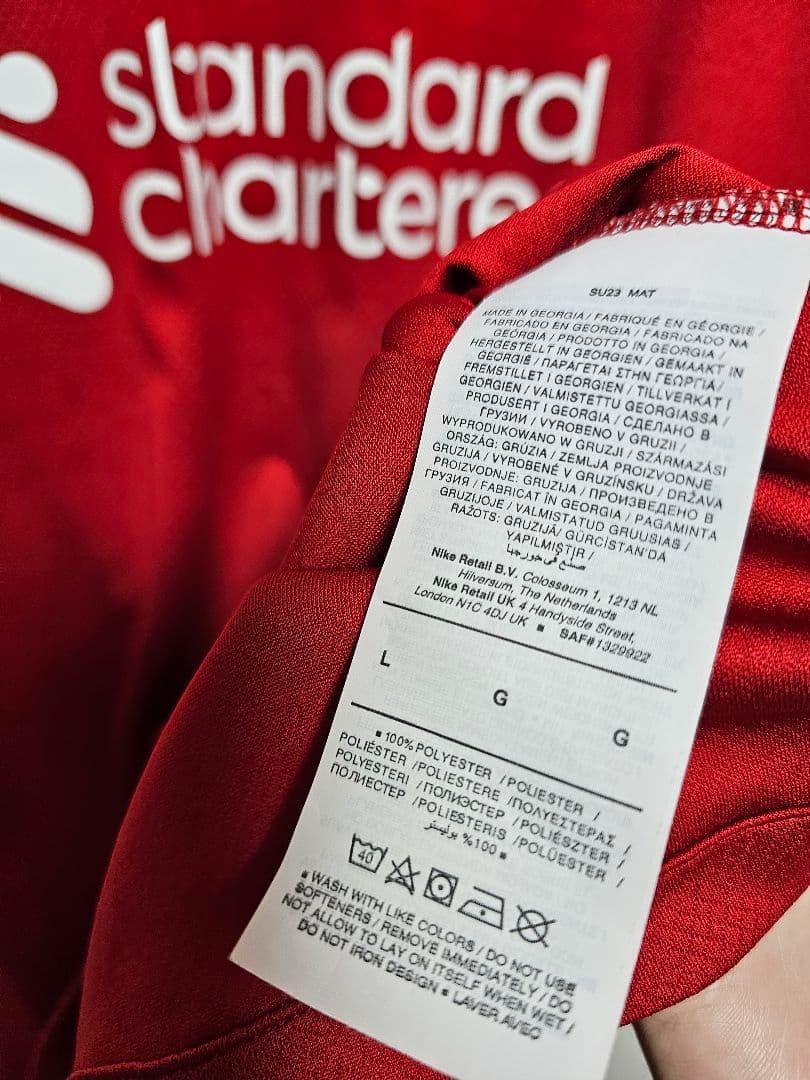 standard
chartere
SU23 MAT
MADE IN GEORGIA / FABRIQUÉ EN GÉORGIE /
FABRICADO EN GEORGIA / FABRICADO NA
GEÓRGIA / PRODOTTO IN GEORGIA /
HERGESTELLT IN GEORGIEN / GEMAAKT IN
GEORGIË / ΠΑΡΑΓΕΤΑΙ ΣΤΗΝ ΓΕΩΡΓΙΑ /
FREMSTILLET I GEORGIEN / TILLVERKAT I
GEORGIEN / VALMISTETTU GEORGIASSA /
PRODUSERT I GEORGIA / СДЕЛАНО В
ГРУЗИИ / VYROBENO V GRUZII /
WYPRODUKOWANO W GRUZJI / SZÁRMAZÁSI
ORSZÁG: GRÚZIA / ZEMLJA PROIZVODNJE
GRUZIJA / VYROBENÉ V GRUZÍNSKU / DRŽAVA
PROIZVODNJE: GRUZIJA / ПРОИЗВЕДЕНО В
ГРУЗИЯ / FABRICAT ÎN GEORGIA / PAGAMINTA
GRUZIJOJE / VALMISTATUD GRUUSIAS /
RAŽOTS: GRUZIJĀ/ GÜRCİSTAN'DA
YAPILMIŞTIR /
صنع في جورجيا
Nike Retail B.V. Colosseum 1, 1213 NL
Hilversum, The Netherlands
Nike Retail UK 4 Handyside Street,
London N1C 4DJ UK ■ SAF#1329922
L
G
G
■ 100% POLYESTER /POLIESTER /
POLIÉSTER /POLIESTERE /ΠΟΛΥΕΣΤΕΡΑΣ /
POLYESTERI /ПОЛИЭСТЕР /POLIÉSZTER /
ПОЛИЕСТЕР /POLIESTERIS /POLÜESTER /
100% بوليستر ■
40
■ WASH WITH LIKE COLORS / DO NOT USE
SOFTENERS / REMOVE IMMEDIATELY / DO
NOT ALLOW TO LAY ON ITSELF WHEN WET /
DO NOT IRON DESIGN ■ LAVER AVEC